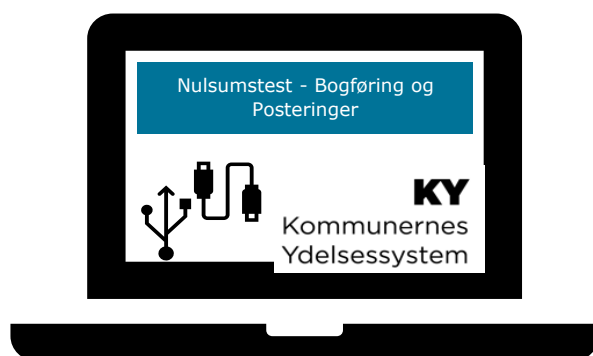 Nulsumstest - Bogføring og
Posteringer
KY
Kommunernes
Ydelsessystem